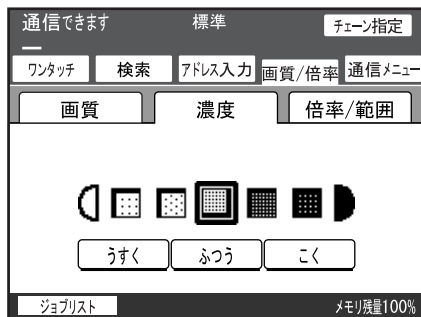 通信できます 標準 チェーン指定
ワンタッチ 検索 アドレス入力 画質/倍率 通信メニュー
画質 濃度 倍率/範囲
うすく ふつう こく
ジョブリスト メモリ残量100%